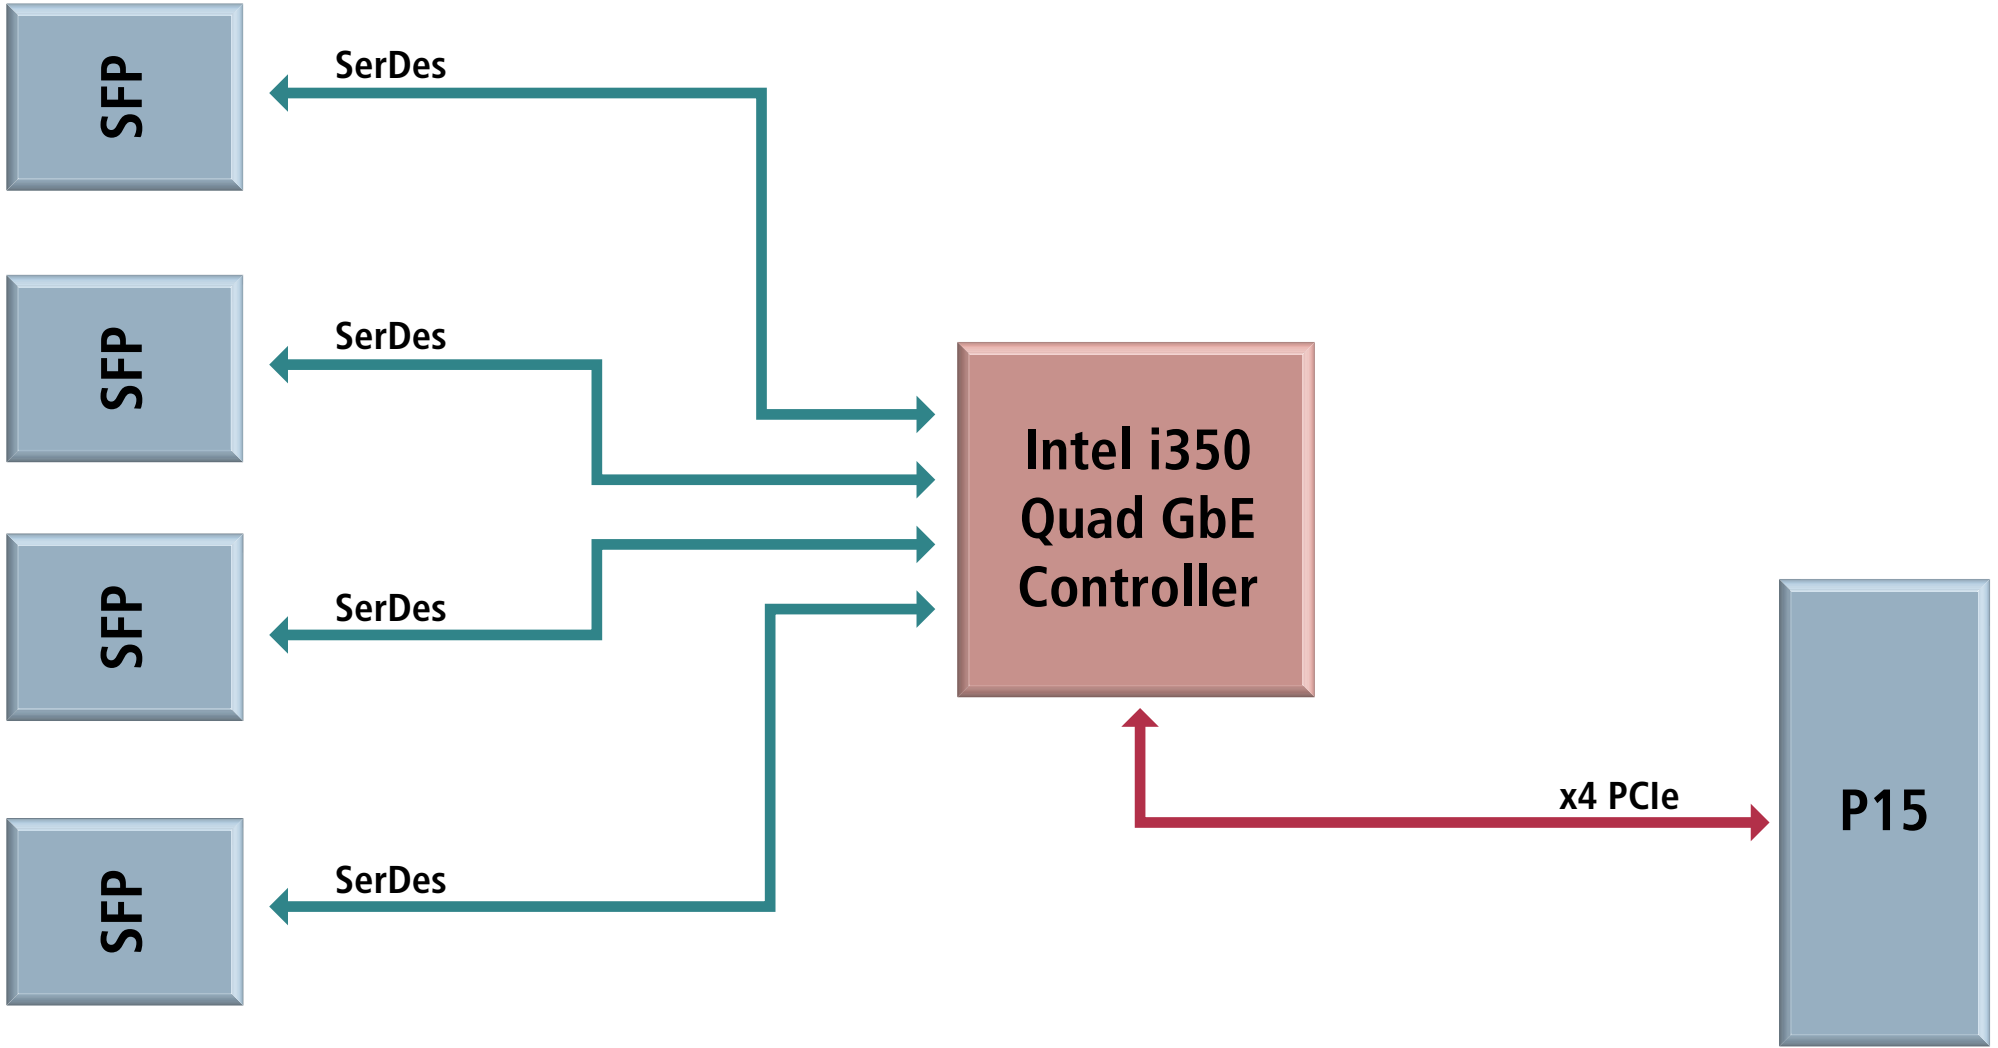 SFP
SerDes
SFP
SerDes
SFP
SerDes
SFP
SerDes
Intel i350
Quad GbE
Controller
x4 PCIe
P15